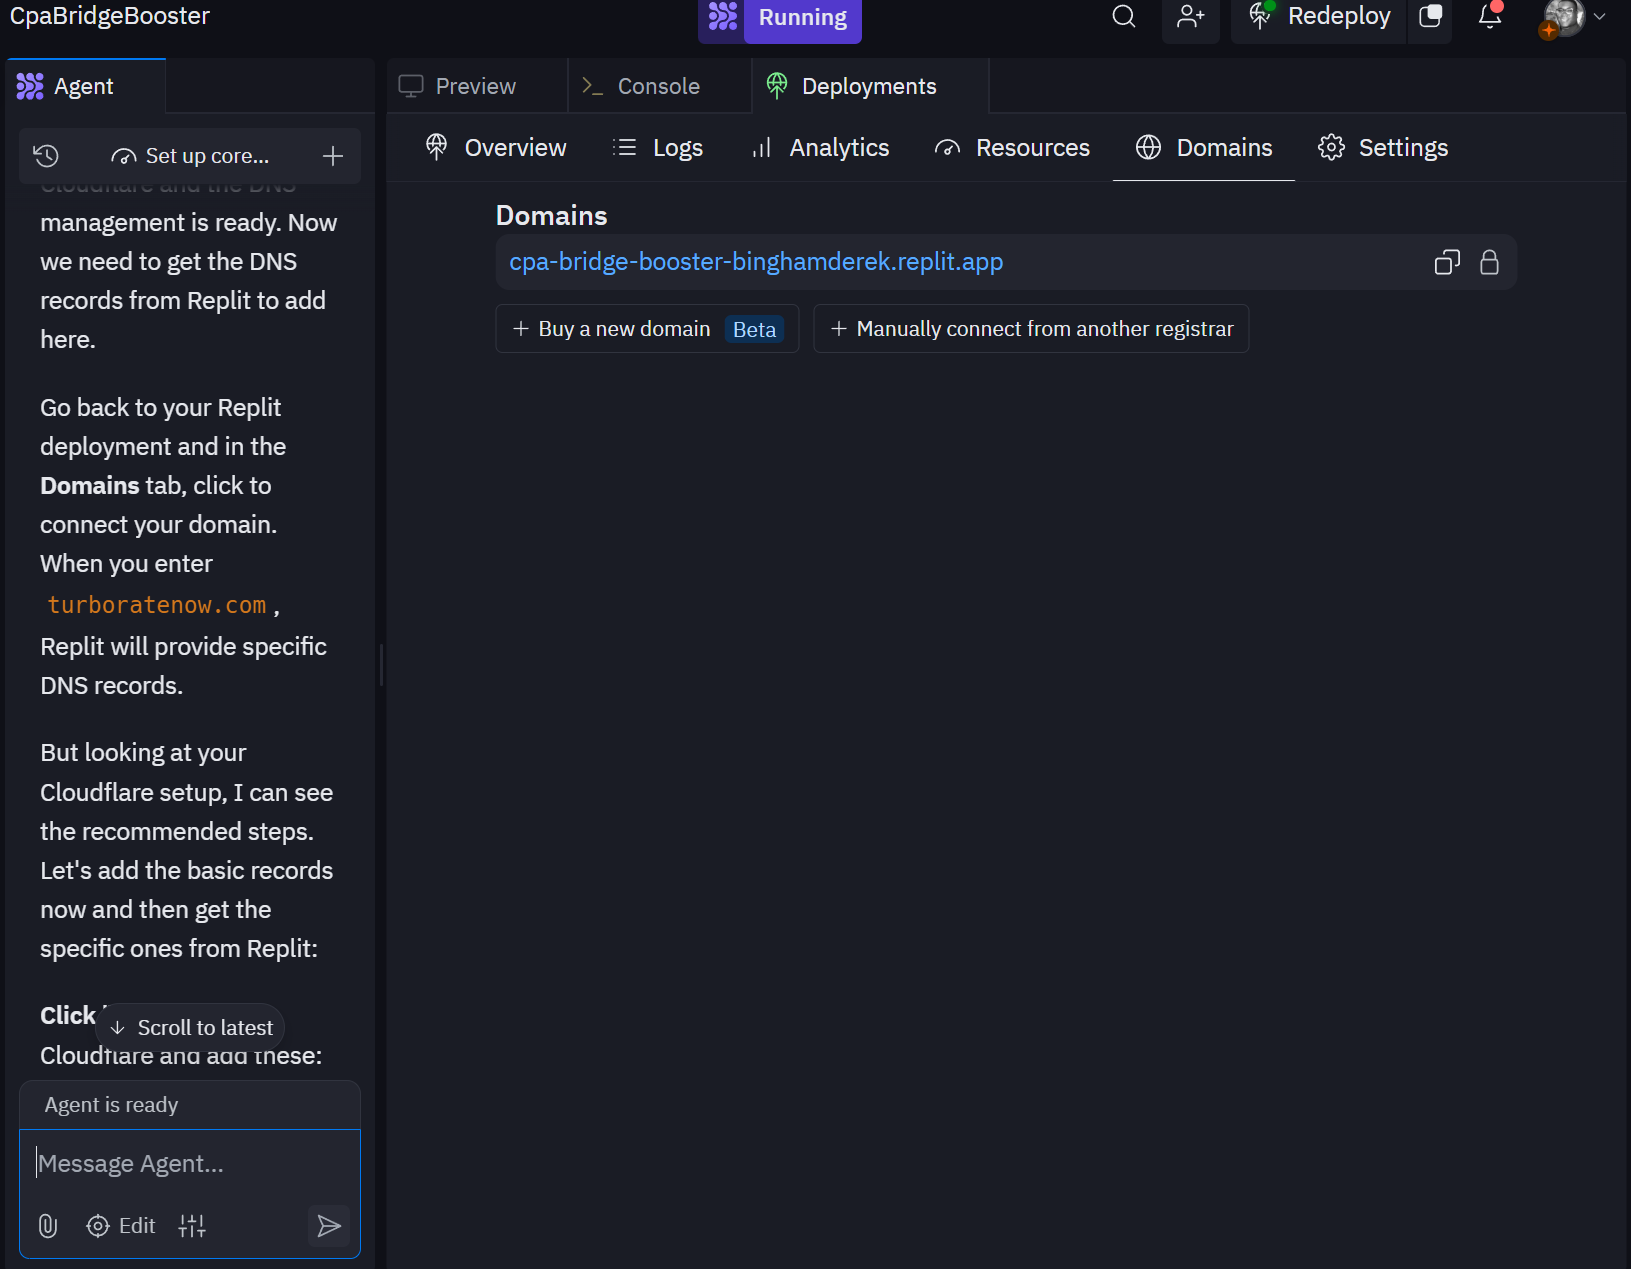 CpaBridgeBooster
Running
Redeploy
Agent
Preview
Console
Deployments
Set up core...
Overview
Logs
Analytics
Resources
Domains
Settings
Cloudflare and the DNS
management is ready. Now
we need to get the DNS
records from Replit to add
here.
Go back to your Replit
deployment and in the
Domains tab, click to
connect your domain.
When you enter
turboratenow.com ,
Replit will provide specific
DNS records.
But looking at your
Cloudflare setup, I can see
the recommended steps.
Let's add the basic records
now and then get the
specific ones from Replit:
Click
Scroll to latest
Cloudflare and add these:
Agent is ready
Message Agent...
Edit
Domains
cpa-bridge-booster-binghamderek.replit.app
+ Buy a new domain Beta
+ Manually connect from another registrar